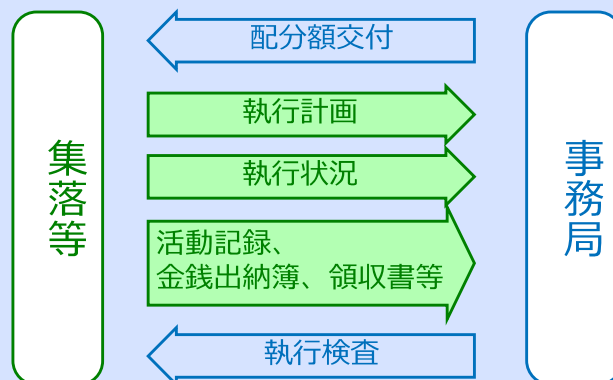 集落等
配分額交付
執行計画
執行状況
活動記録、
金銭出納簿、領収書等
執行検査
事務局